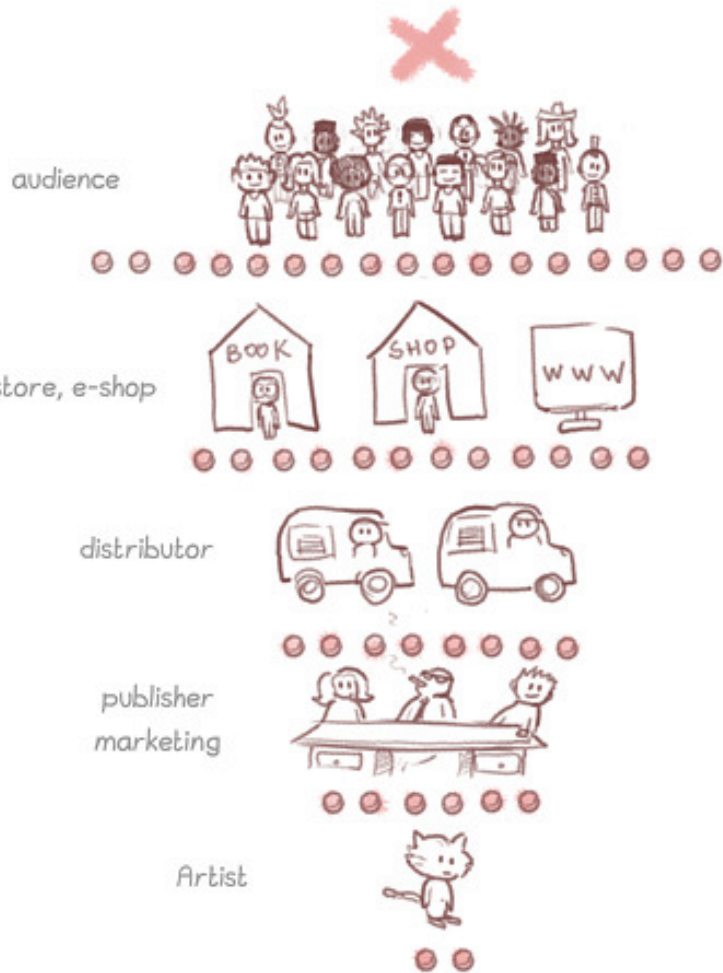 audience
BOOK
SHOP
WWW
store, e-shop
distributor
publisher
marketing
Artist